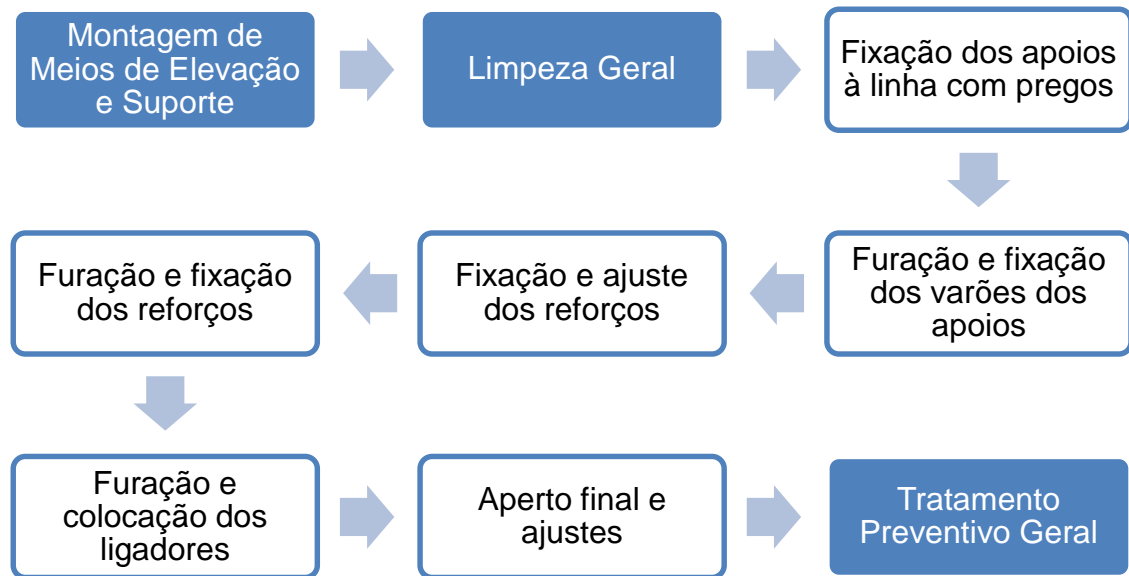 Montagem de
Meios de Elevação
e Suporte
Limpeza Geral
Fixação dos apoios
à linha com pregos
Furação e fixação
dos varões dos
apoios
Fixação e ajuste
dos reforços
Furação e fixação
dos reforços
Furação e
colocação dos
ligadores
Aperto final e
ajustes
Tratamento
Preventivo Geral